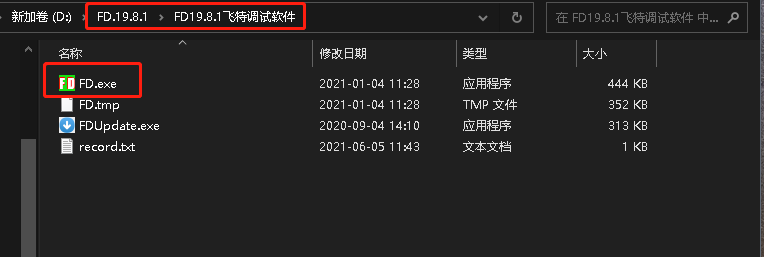 新加卷 (D:) > FD.19.8.1 > FD19.8.1飞特调试软件
在 FD19.8.1飞特调试软件 中...
名称 修改日期 类型 大小
FD.exe 2021-01-04 11:28 应用程序 444 KB
FD.tmp 2021-01-04 11:28 TMP 文件 352 KB
FDUpdate.exe 2020-09-04 14:10 应用程序 313 KB
record.txt 2021-06-05 11:43 文本文档 1 KB